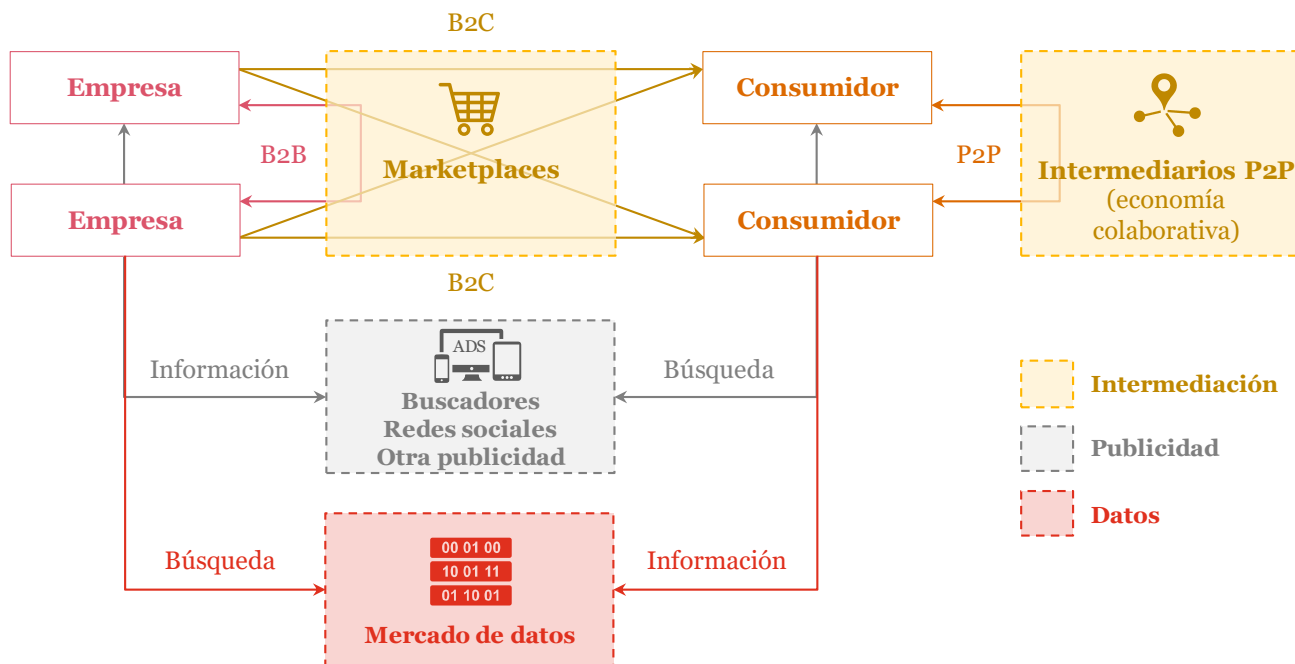 B2C
Empresa
Consumidor
B2B
Marketplaces
P2P
Intermediarios P2P
(economía
colaborativa)
Empresa
Consumidor
B2C
Información
ADS
Búsqueda
Buscadores
Redes sociales
Otra publicidad
Intermediación
Publicidad
Datos
Búsqueda
00 01 00
10 01 11
01 10 01
Información
Mercado de datos